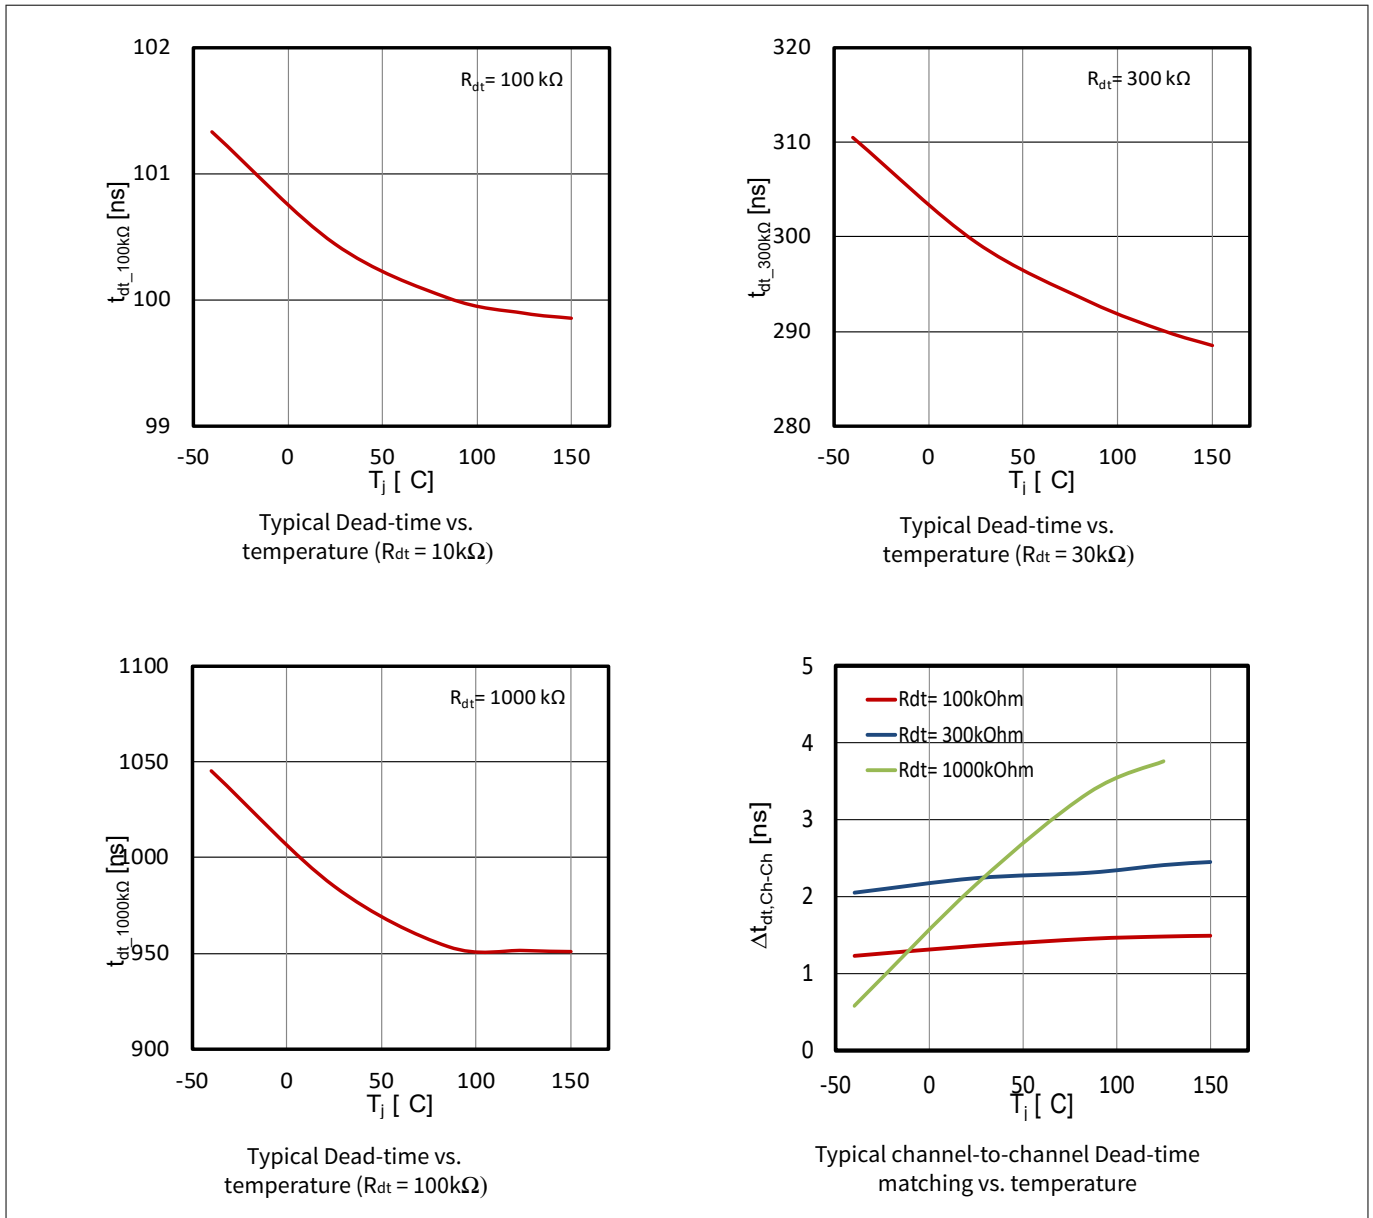 102
101
100
99
-50 0 50 100 150
Rdt= 100 kΩ
tdt_100kΩ [ns]
Tj [ C]
Typical Dead-time vs.
temperature (Rdt = 10kΩ)
320
310
300
290
280
-50 0 50 100 150
Rdt= 300 kΩ
tdt_300kΩ [ns]
Tj [ C]
Typical Dead-time vs.
temperature (Rdt = 30kΩ)
1100
1050
1000
950
900
-50 0 50 100 150
Rdt= 1000 kΩ
tdt_1000kΩ [ns]
Tj [ C]
Typical Dead-time vs.
temperature (Rdt = 100kΩ)
5
4
3
2
1
0
-50 0 50 100 150
Rdt= 100kOhm
Rdt= 300kOhm
Rdt= 1000kOhm
Δtdt,Ch-Ch [ns]
Tj [ C]
Typical channel-to-channel Dead-time
matching vs. temperature